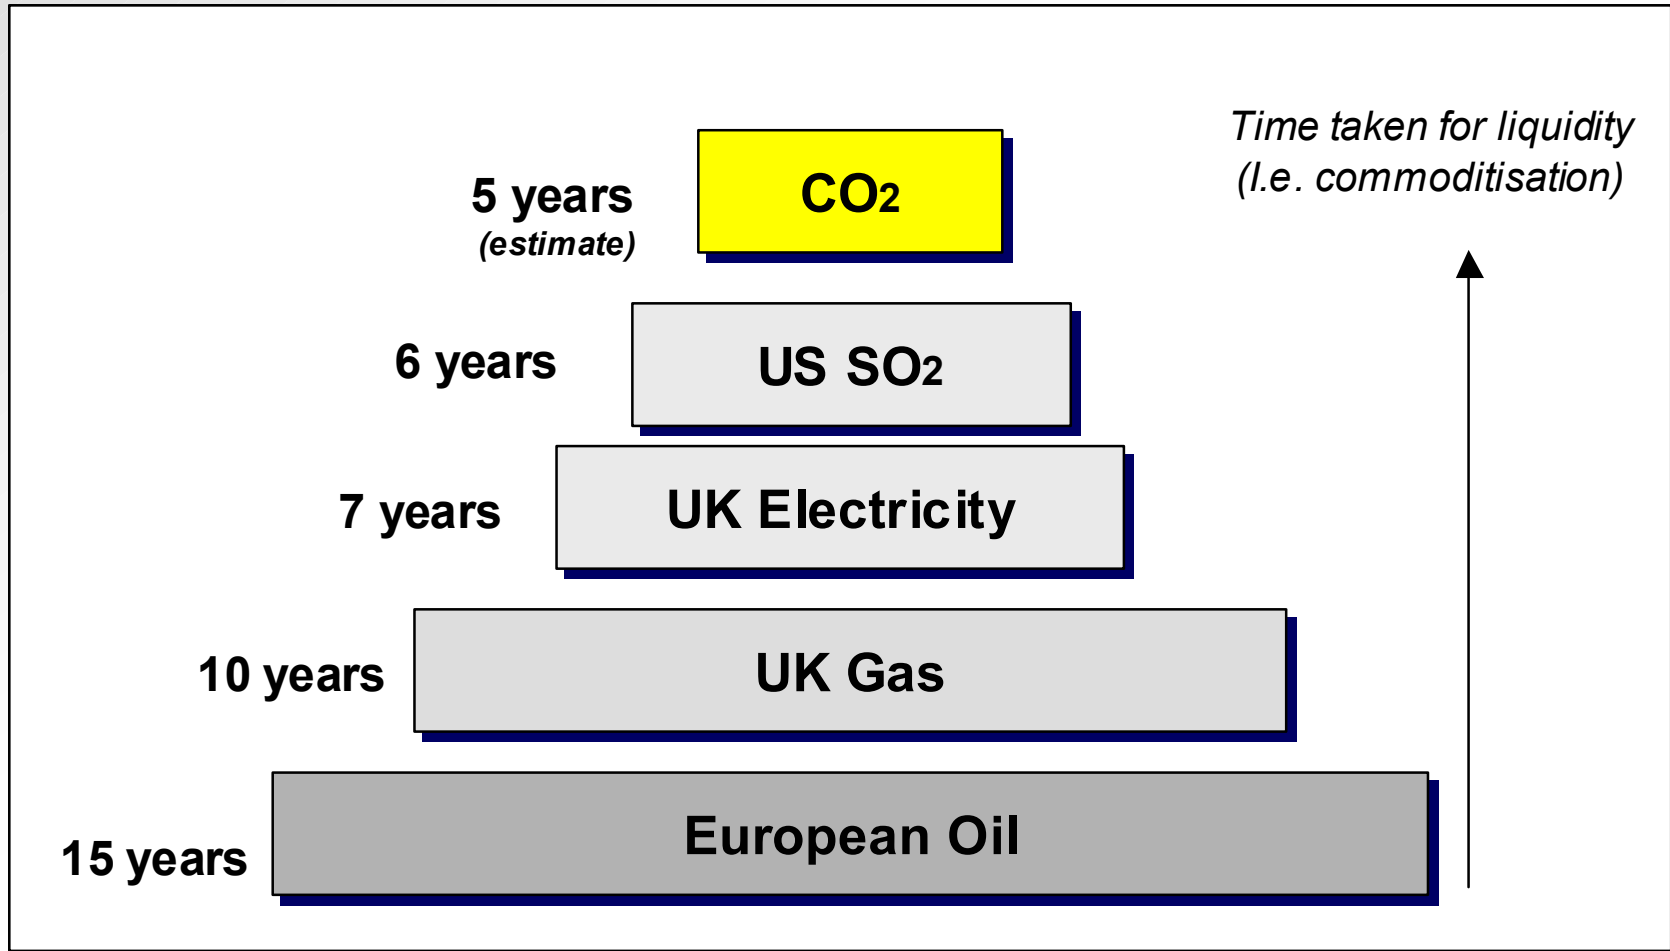 Time taken for liquidity
(I.e. commoditisation)
5 years
(estimate)
CO2
6 years
US SO2
7 years
UK Electricity
10 years
UK Gas
15 years
European Oil